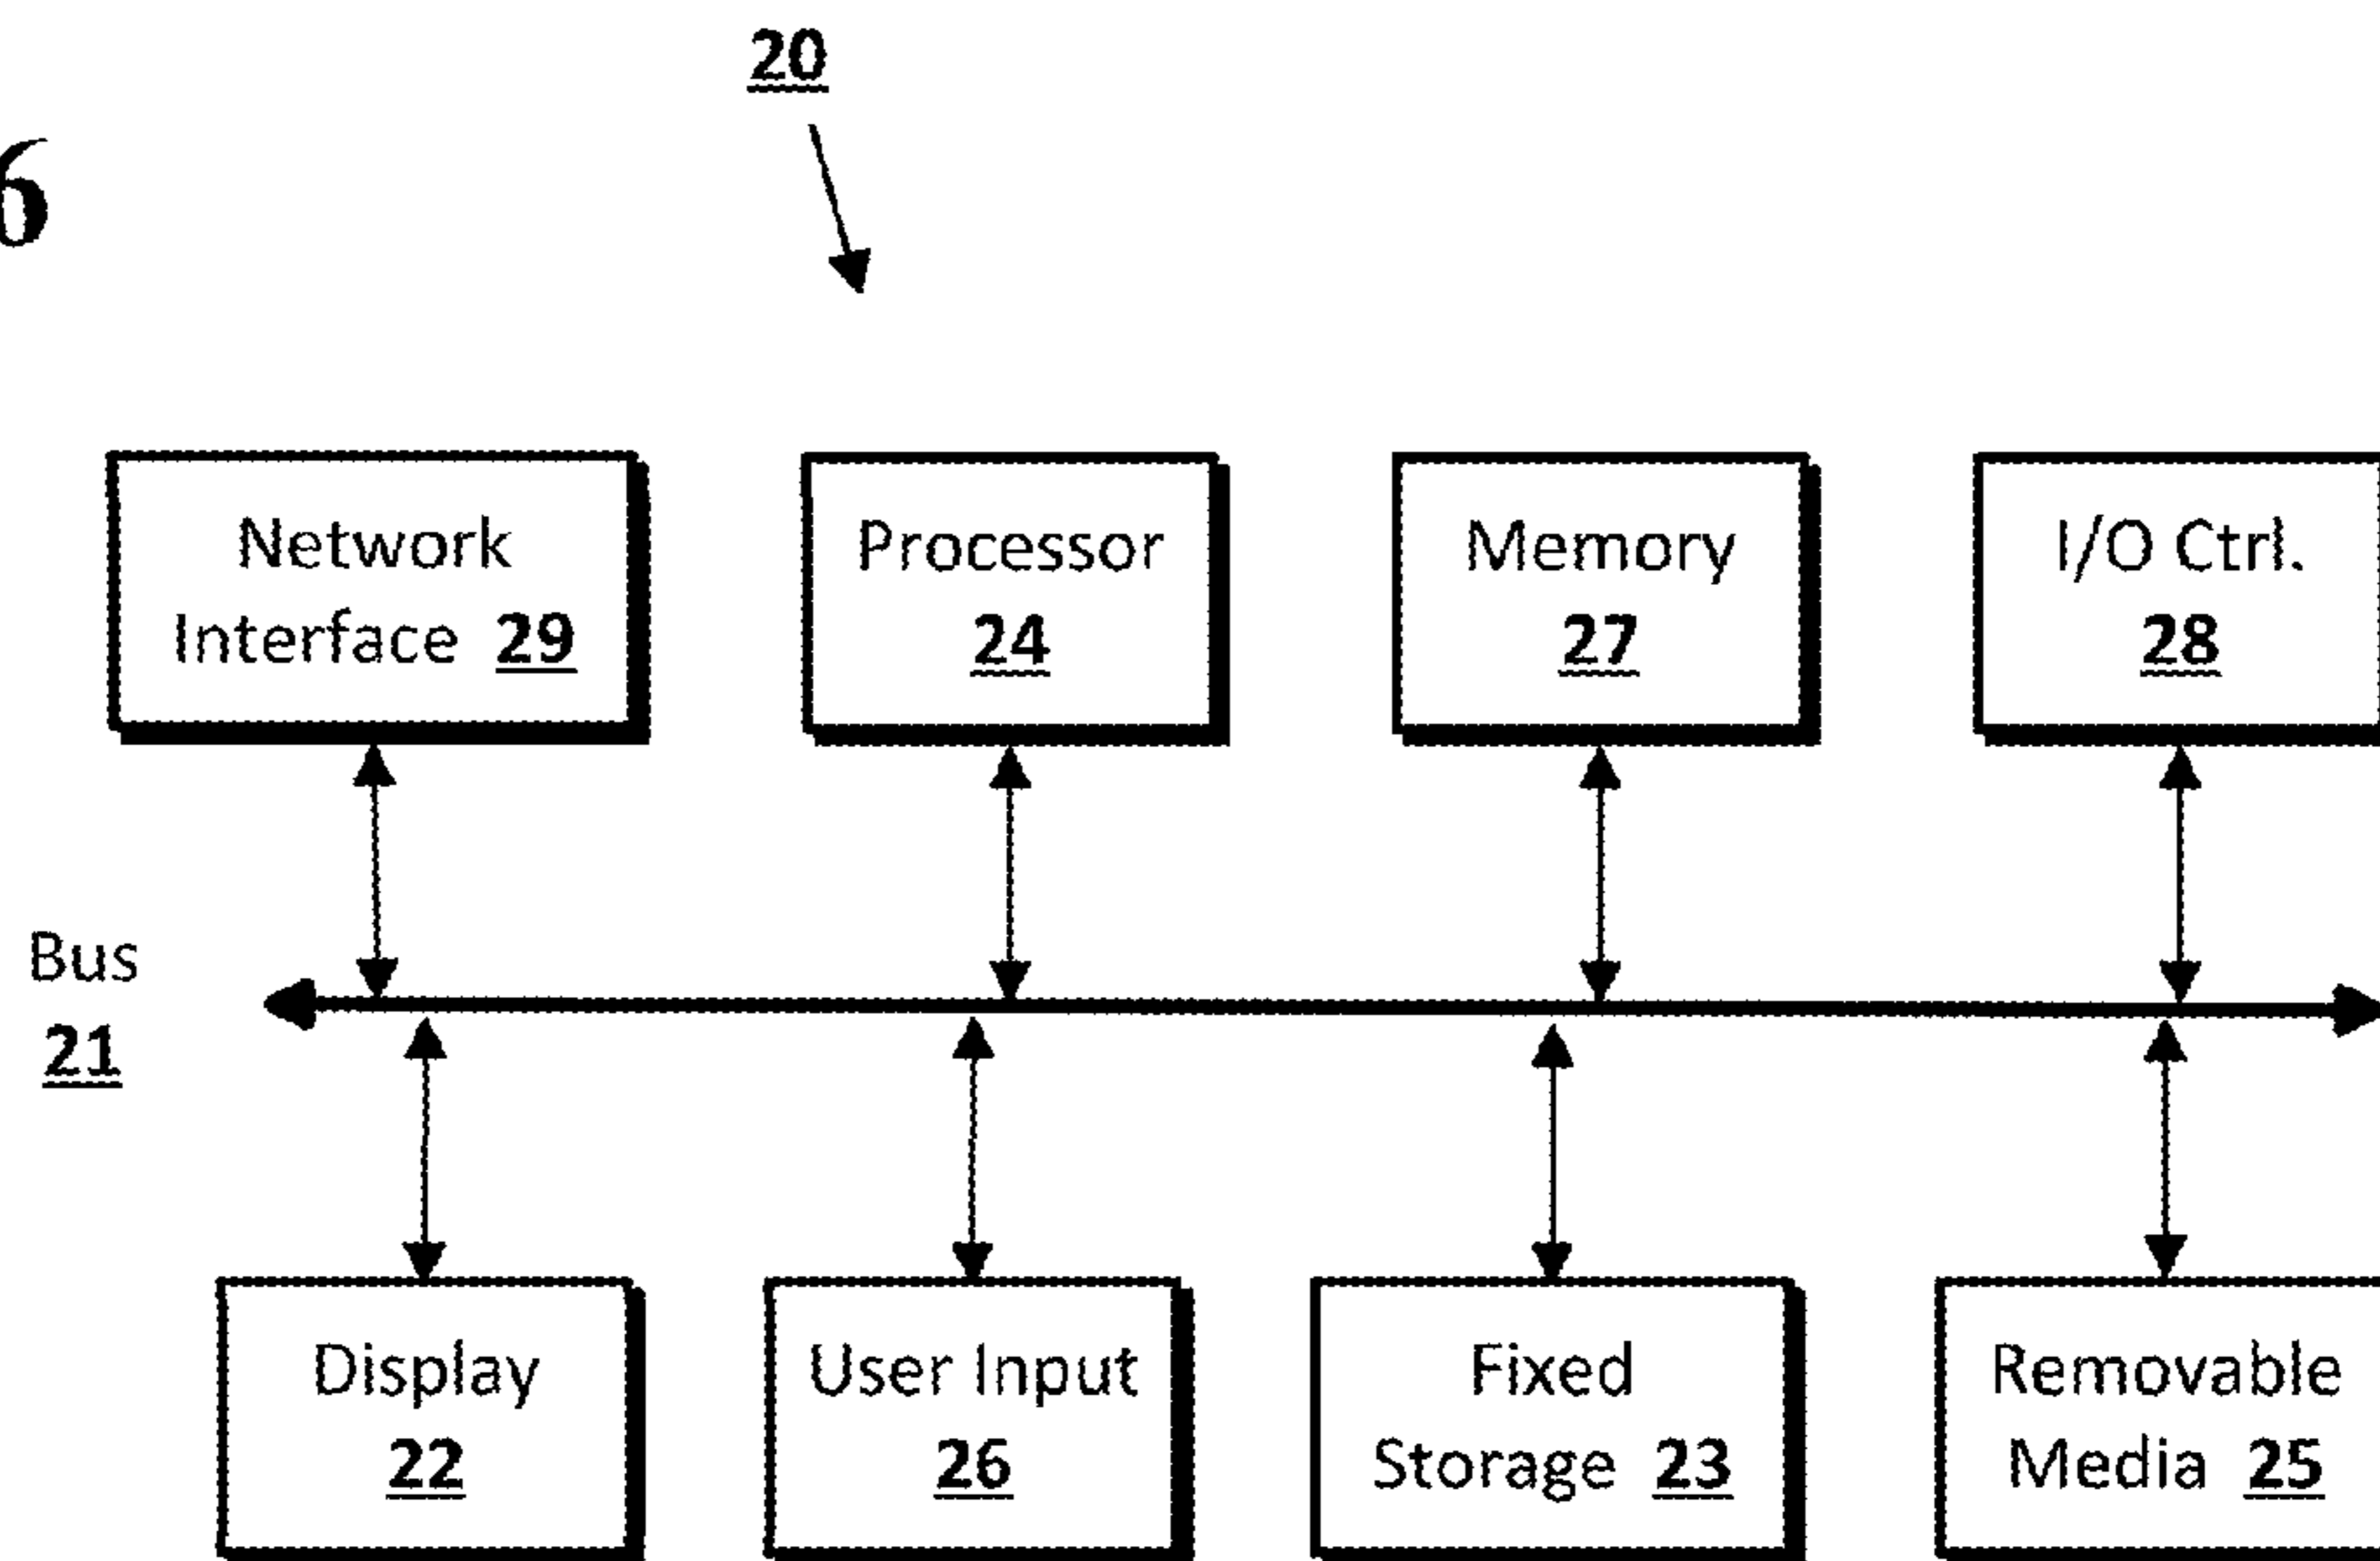 20
6
Network
Interface 29
Processor
24
Memory
27
I/O Ctrl.
28
Bus
21
Display
22
User Input
26
Fixed
Storage 23
Removable
Media 25